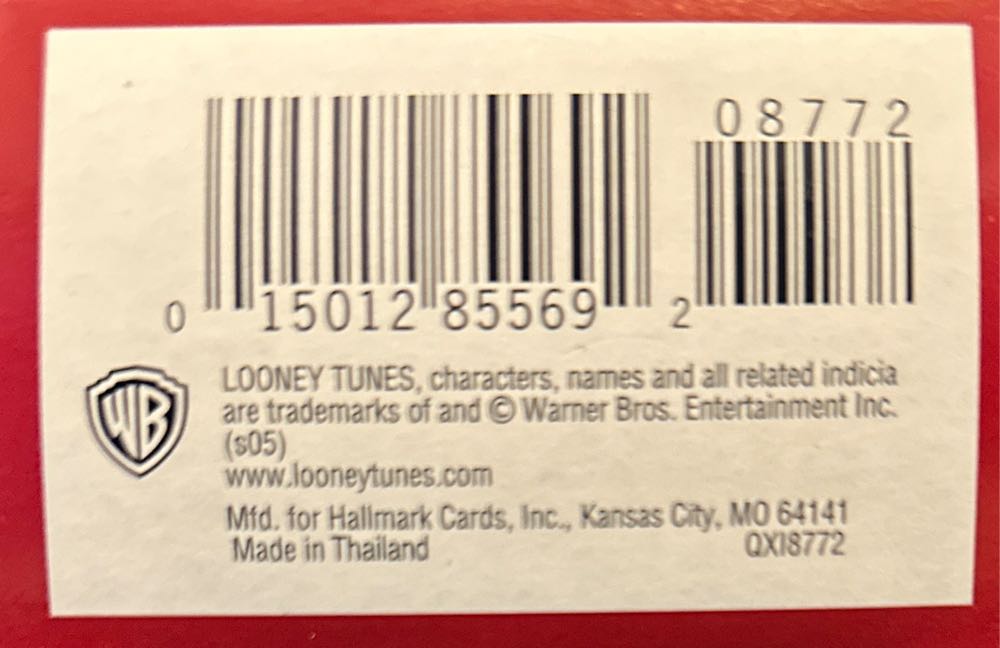 08772
0 15012 85569 2
WB
LOONEY TUNES, characters, names and all related indicia
are trademarks of and © Warner Bros. Entertainment Inc.
(s05)
www.looneytunes.com
Mfd. for Hallmark Cards, Inc., Kansas City, MO 64141
Made in Thailand QXI8772